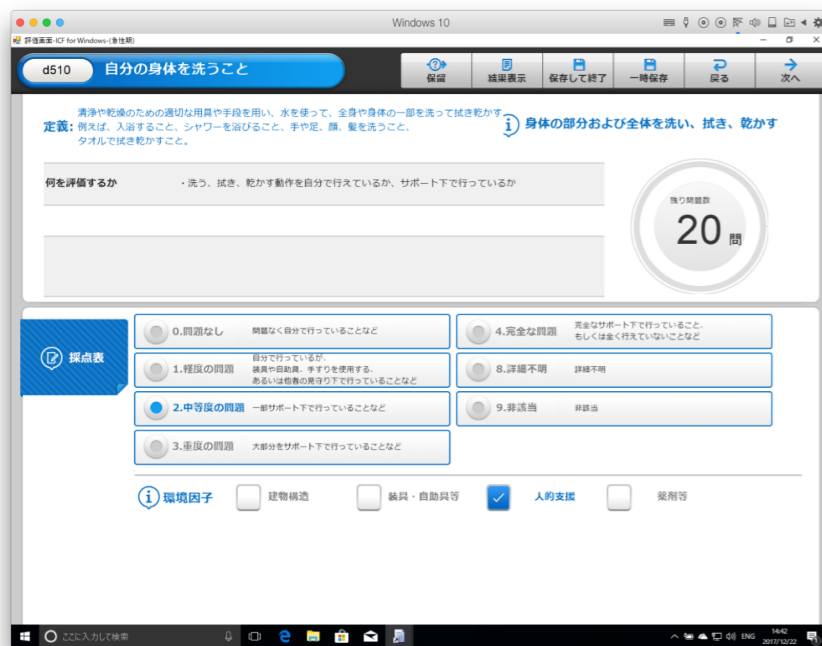 Windows 10
評価画面-ICF for Windows-(急性期)
d510
自分の身体を洗うこと
保留
結果表示
保存して終了
一時保存
戻る
次へ
定義:
清浄や乾燥のための適切な用具や手段を用い、水を使って、全身や身体の一部を洗って拭き乾かす。
例えば、入浴すること、シャワーを浴びること、手や足、顔、髪を洗うこと、
タオルで拭き乾かすこと。
身体の部分および全体を洗い、拭き、乾かす
何を評価するか
・洗う、拭き、乾かす動作を自分で行えているか、サポート下で行っているか
残り問題数
20 問
採点表
0.問題なし
問題なく自分で行っていることなど
1.軽度の問題
自分で行っているが、
装具や自助具、手すりを使用する、
あるいは他者の見守り下で行っていることなど
2.中等度の問題
一部サポート下で行っていることなど
3.重度の問題
大部分をサポート下で行っていることなど
4.完全な問題
完全なサポート下で行っていること、
もしくは全く行えていないことなど
8.詳細不明
詳細不明
9.非該当
非該当
環境因子
建物構造
装具・自助具等
人的支援
薬剤等
ここに入力して検索
ENG
14:42
2017/12/22